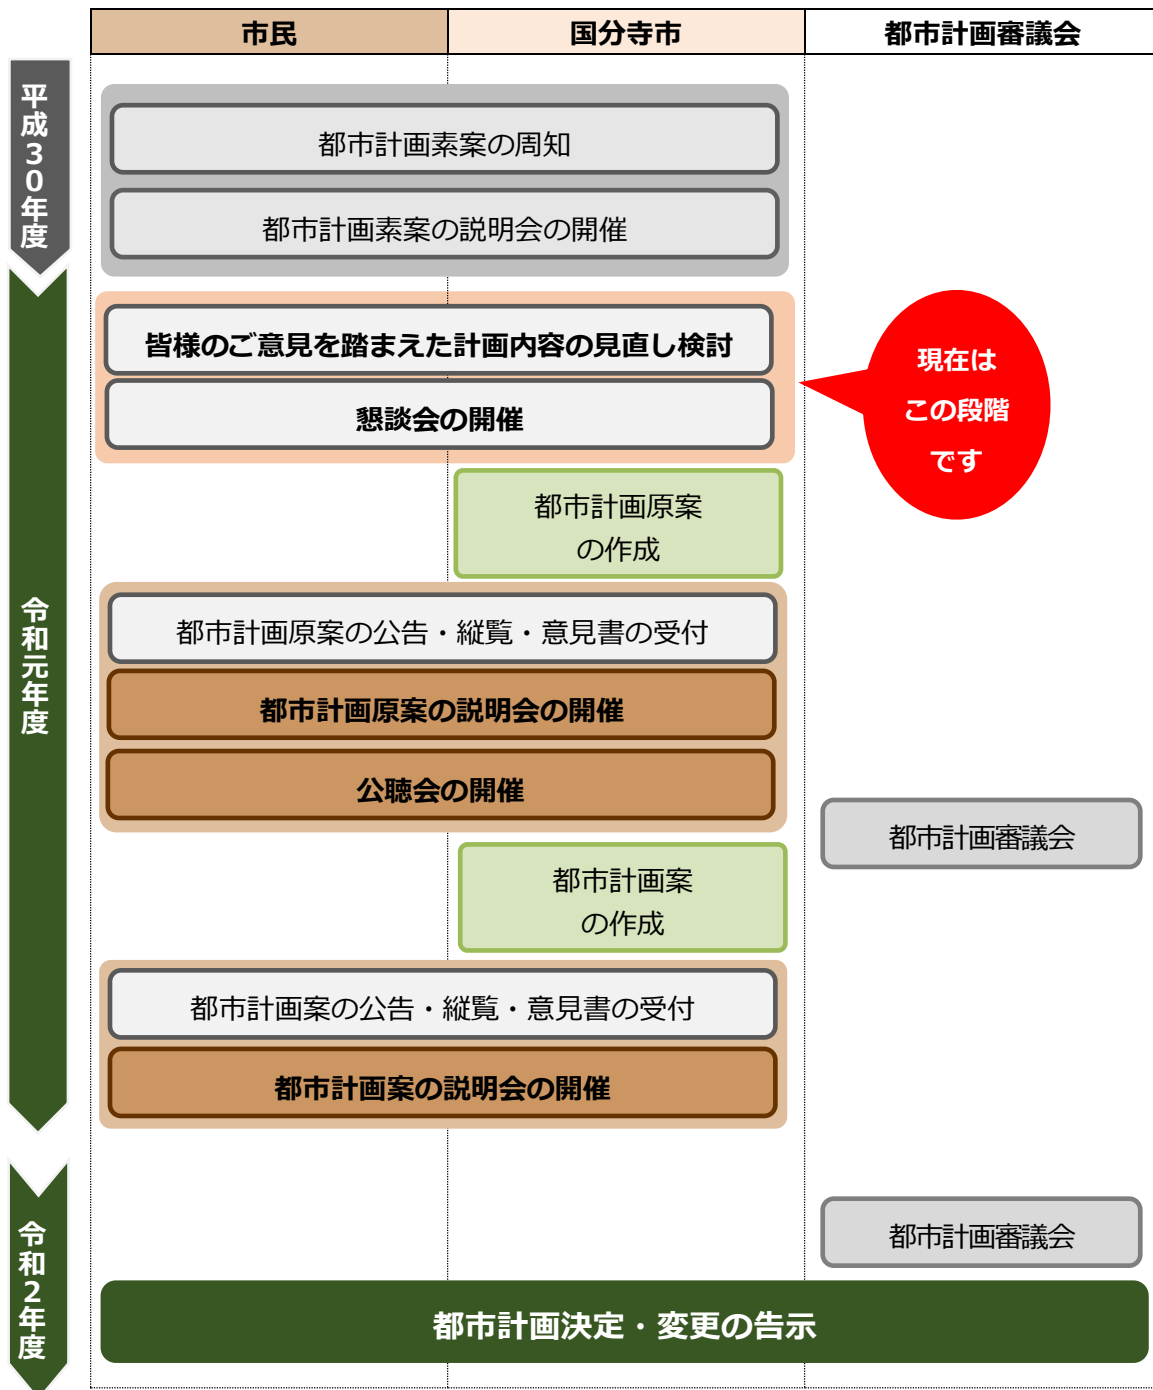 市民
国分寺市
都市計画審議会
平成30年度
都市計画素案の周知
都市計画素案の説明会の開催
令和元年度
皆様のご意見を踏まえた計画内容の見直し検討
懇談会の開催
現在は
この段階
です
都市計画原案
の作成
都市計画原案の公告・縦覧・意見書の受付
都市計画原案の説明会の開催
公聴会の開催
都市計画審議会
都市計画案
の作成
都市計画案の公告・縦覧・意見書の受付
都市計画案の説明会の開催
令和2年度
都市計画審議会
都市計画決定・変更の告示